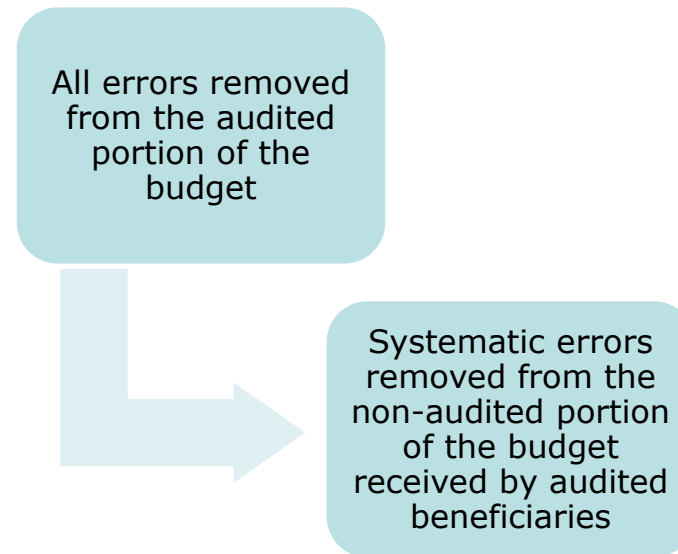 All errors removed
from the audited
portion of the
budget
Systematic errors
removed from the
non-audited portion
of the budget
received by audited
beneficiaries